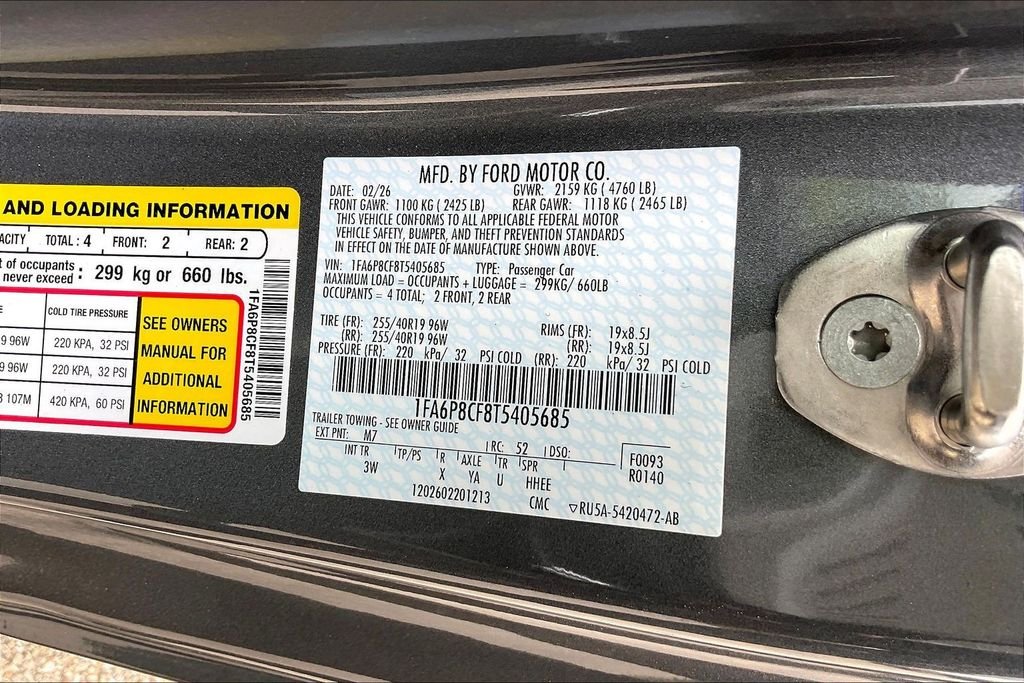 AND LOADING INFORMATION
TOTAL : 4 FRONT: 2 REAR: 2
of occupants
never exceed : 299 kg or 660 lbs.
COLD TIRE PRESSURE
96W 220 KPA, 32 PSI
96W 220 KPA, 32 PSI
107M 420 KPA, 60 PSI
SEE OWNERS
MANUAL FOR
ADDITIONAL
INFORMATION
1FA6P8CF8T5405685
MFD. BY FORD MOTOR CO.
DATE: 02/26 GVWR: 2159 KG ( 4760 LB)
FRONT GAWR: 1100 KG ( 2425 LB) REAR GAWR: 1118 KG ( 2465 LB)
THIS VEHICLE CONFORMS TO ALL APPLICABLE FEDERAL MOTOR
VEHICLE SAFETY, BUMPER, AND THEFT PREVENTION STANDARDS
IN EFFECT ON THE DATE OF MANUFACTURE SHOWN ABOVE.
VIN: 1FA6P8CF8T5405685 TYPE: Passenger Car
MAXIMUM LOAD = OCCUPANTS + LUGGAGE = 299KG/ 660LB
OCCUPANTS = 4 TOTAL; 2 FRONT, 2 REAR
TIRE (FR): 255/40R19 96W RIMS (FR): 19x8.5J
(RR): 255/40R19 96W (RR): 19x8.5J
PRESSURE (FR): 220 kPa/ 32 PSI COLD (RR): 220 kPa/ 32 PSI COLD
1FA6P8CF8T5405685
TRAILER TOWING - SEE OWNER GUIDE
EXT PNT: M7 RC: 52 DSO: F0093
INT TR TP/PS R AXLE TR SPR R0140
3W X YA U HHEE
1202602201213 CMC ▽RU5A-5420472-AB